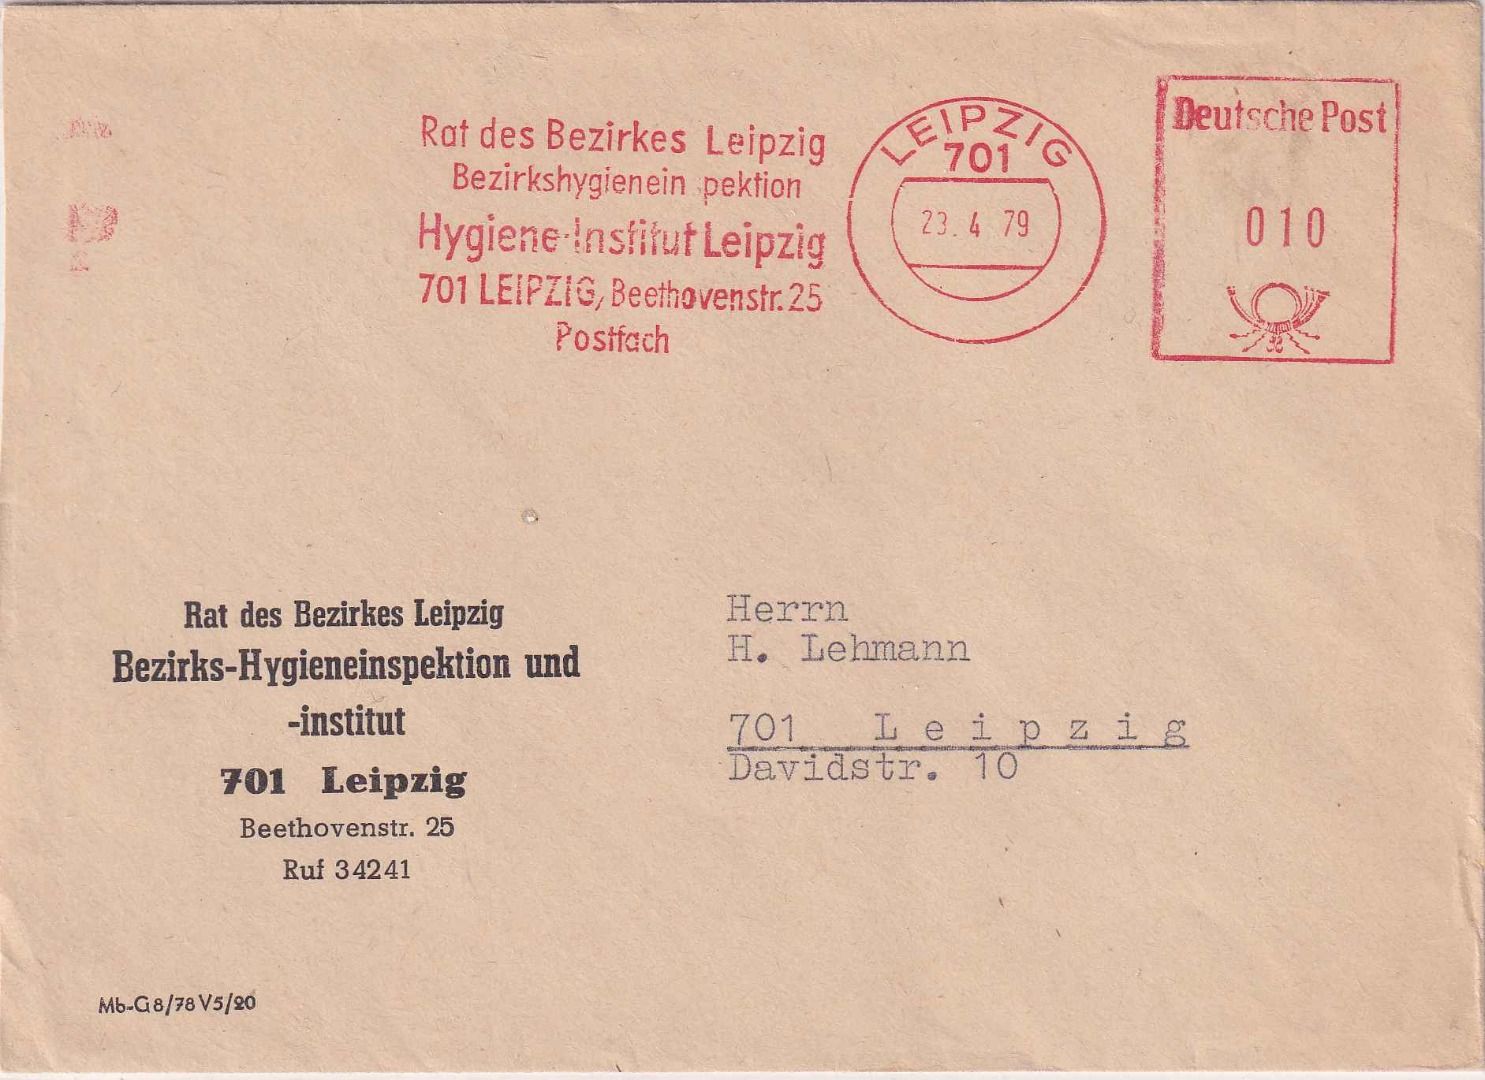 Rat des Bezirkes Leipzig
Bezirkshygienein pektion
Hygiene-Institut Leipzig
701 LEIPZIG, Beethovenstr. 25
Postfach
LEIPZIG
701
23. 4 79
Deutsche Post
010
Rat des Bezirkes Leipzig
Bezirks-Hygieneinspektion und
-institut
701 Leipzig
Beethovenstr. 25
Ruf 34241
Herrn
H. Lehmann
701 L e i p z i g
Davidstr. 10
Mb-G 8/78 V5/20